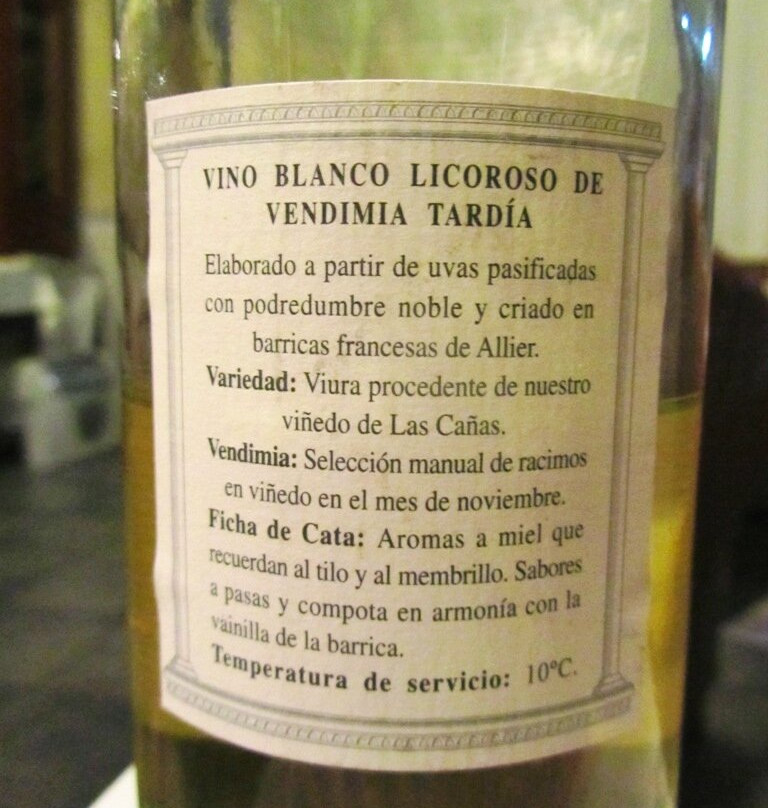 VINO BLANCO LICOROSO DE
VENDIMIA TARDÍA
Elaborado a partir de uvas pasificadas
con podredumbre noble y criado en
barricas francesas de Allier.
Variedad: Viura procedente de nuestro
viñedo de Las Cañas.
Vendimia: Selección manual de racimos
en viñedo en el mes de noviembre.
Ficha de Cata: Aromas a miel que
recuerdan al tilo y al membrillo. Sabores
a pasas y compota en armonía con la
vainilla de la barrica.
Temperatura de servicio: 10ºC.